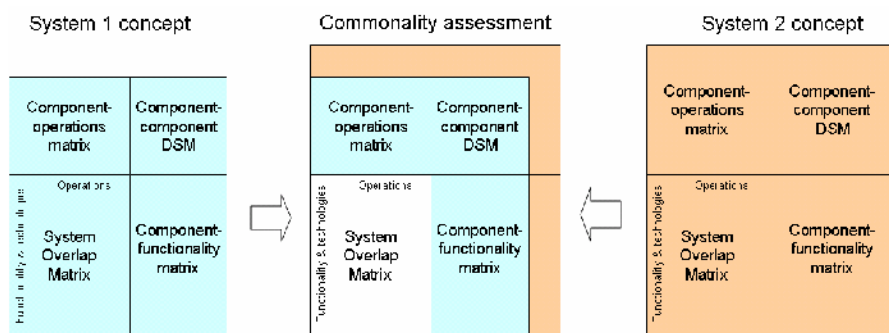 System 1 concept
Commonality assessment
System 2 concept
Component-
operations
matrix
Component-
component
DSM
Operations
Functionality & technologies
System
Overlap
Matrix
Component-
functionality
matrix
Component-
operations
matrix
Component-
component
DSM
Operations
Functionality & technologies
System
Overlap
Matrix
Component-
functionality
matrix
Component-
operations
matrix
Component-
component
DSM
Operations
Functionality & technologies
System
Overlap
Matrix
Component-
functionality
matrix